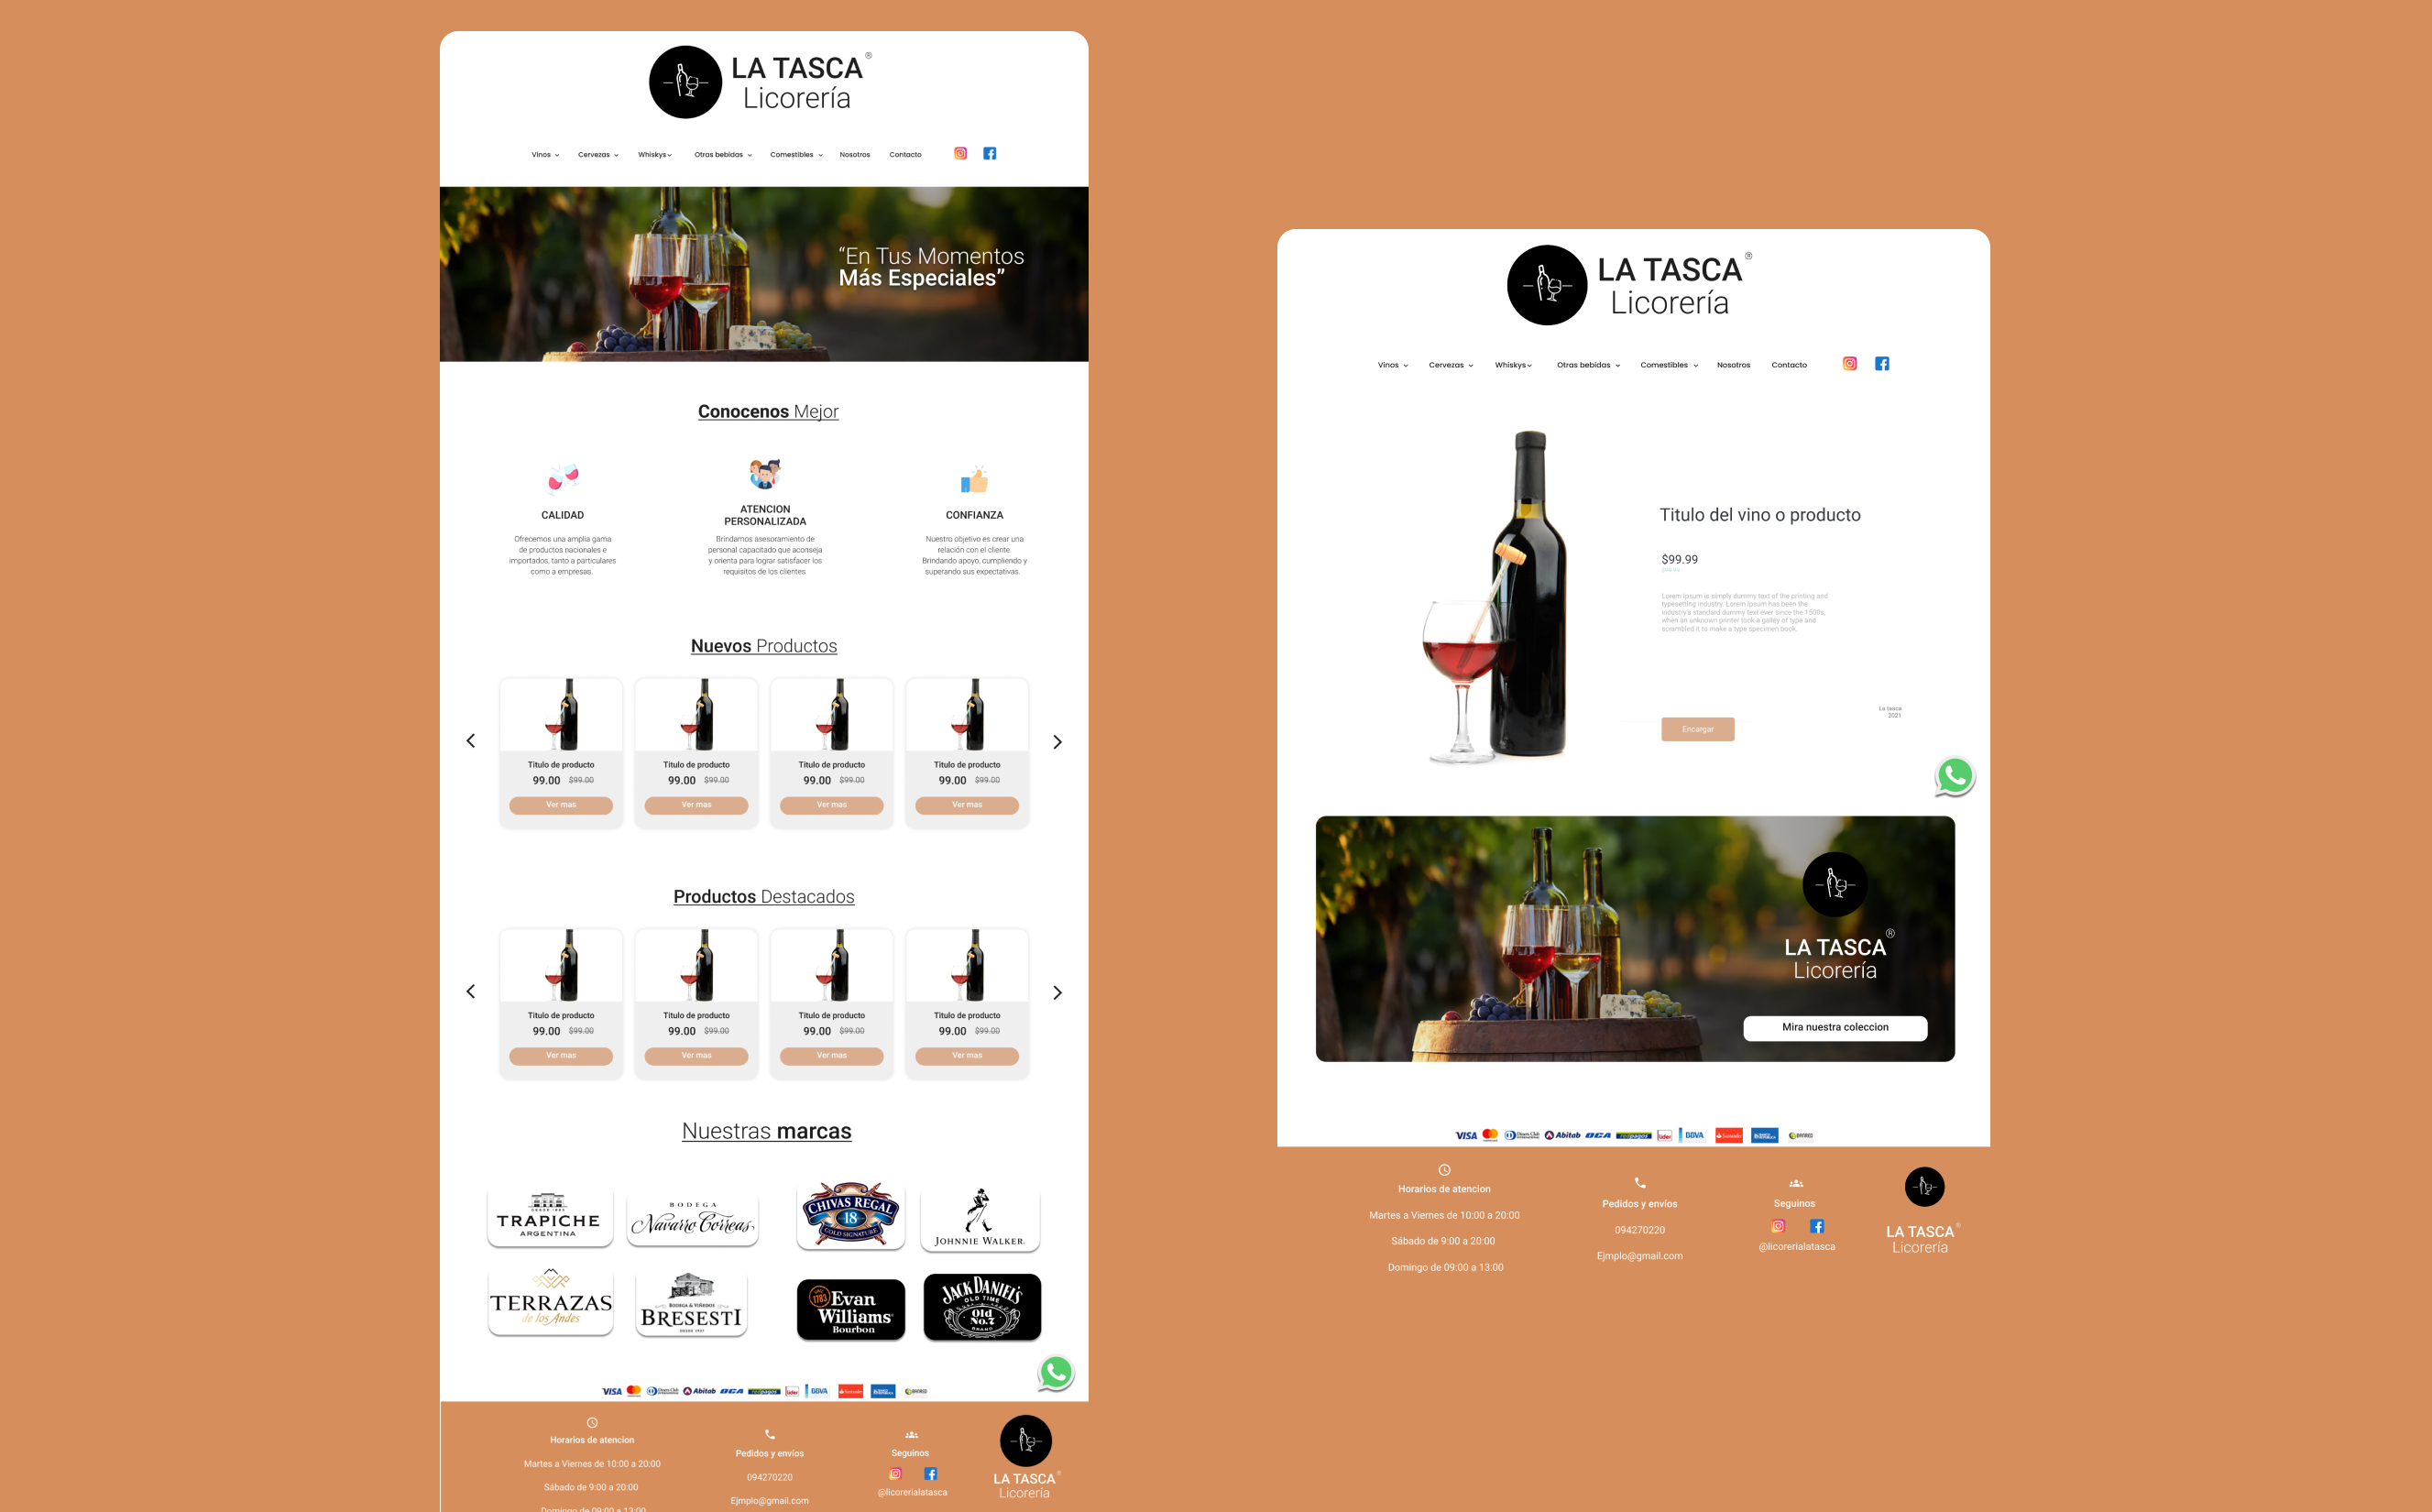 LA TASCA ®
Licorería
Vinos Cervezas Whiskys Otras bebidas Comestibles Nosotros Contacto
“En Tus Momentos
Más Especiales”
Conocenos Mejor
CALIDAD
Ofrecemos una amplia gama
de productos nacionales e
importados, tanto a particulares
como a empresas.
ATENCION
PERSONALIZADA
Brindamos asesoramiento de
personal capacitado que aconseja
y orienta para lograr satisfacer los
requisitos de los clientes
CONFIANZA
Nuestro objetivo es crear una
relación con el cliente.
Brindando apoyo, cumpliendo y
superando sus expectativas.
Nuevos Productos
Titulo de producto Titulo de producto Titulo de producto Titulo de producto
99.00 $99.00 99.00 $99.00 99.00 $99.00 99.00 $99.00
Ver mas Ver mas Ver mas Ver mas
Productos Destacados
Titulo de producto Titulo de producto Titulo de producto Titulo de producto
99.00 $99.00 99.00 $99.00 99.00 $99.00 99.00 $99.00
Ver mas Ver mas Ver mas Ver mas
Nuestras marcas
DESDE 1883
TRAPICHE
ARGENTINA
BODEGA
Navarro Correas
CHIVAS REGAL
18
GOLD SIGNATURE
JOHNNIE WALKER.
TERRAZAS
de los Andes
BODEGA & VIÑEDOS
BRESESTI
1783
Evan
Williams
Bourbon
JACK DANIEL'S
OLD TIME
Old
No.7
BRAND
VISA Diners Club Abitab OCA redpagos líder BBVA Santander
Horarios de atencion
Martes a Viernes de 10:00 a 20:00
Sábado de 9:00 a 20:00
Domingo de 09:00 a 13:00
Pedidos y envíos
094270220
Ejmplo@gmail.com
Seguinos
@licorerialatasca
LA TASCA ®
Licorería
LA TASCA ®
Licorería
Vinos Cervezas Whiskys Otras bebidas Comestibles Nosotros Contacto
Titulo del vino o producto
$99.99
Lorem Ipsum is simply dummy text of the printing and
typesetting industry. Lorem Ipsum has been the
industry's standard dummy text ever since the 1500s,
when an unknown printer took a galley of type and
scrambled it to make a type specimen book.
La tasca
2021
Encargar
LA TASCA ®
Licorería
Mira nuestra coleccion
VISA Diners Club Abitab OCA redpagos líder BBVA Santander
Horarios de atencion
Martes a Viernes de 10:00 a 20:00
Sábado de 9:00 a 20:00
Domingo de 09:00 a 13:00
Pedidos y envíos
094270220
Ejmplo@gmail.com
Seguinos
@licorerialatasca
LA TASCA ®
Licorería